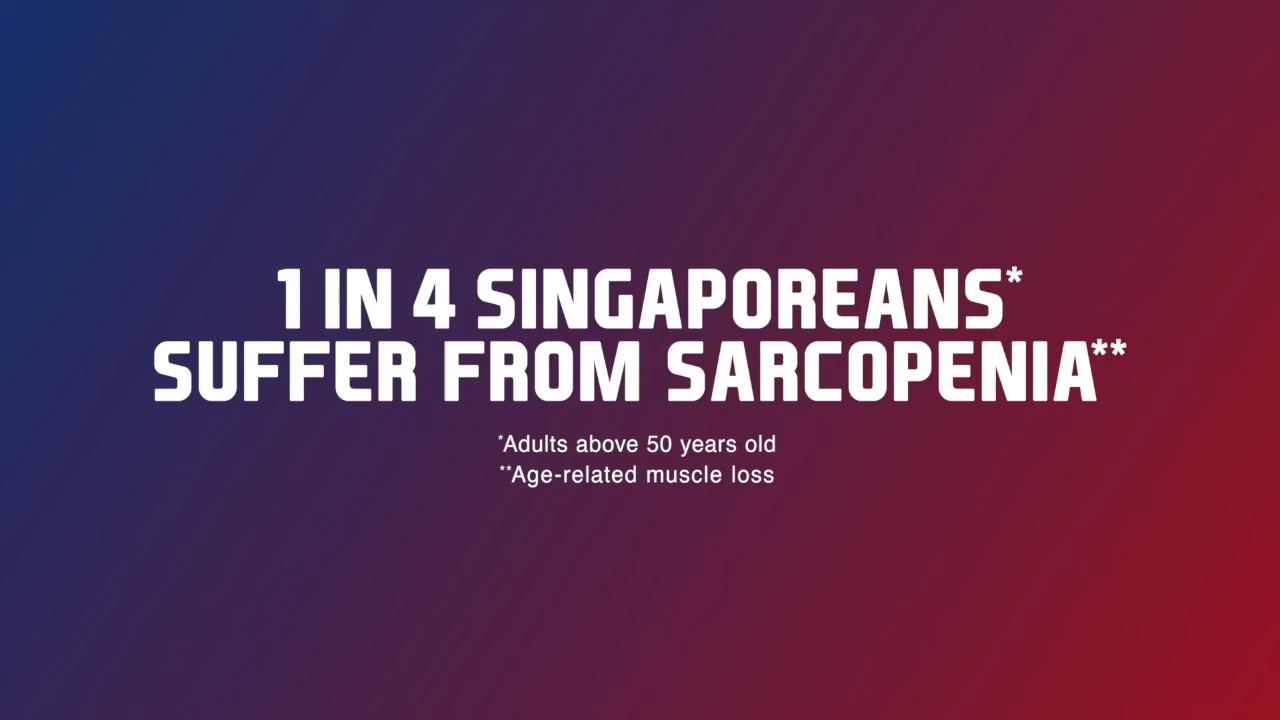 1 IN 4 SINGAPOREANS*
SUFFER FROM SARCOPENIA**
*Adults above 50 years old
**Age-related muscle loss